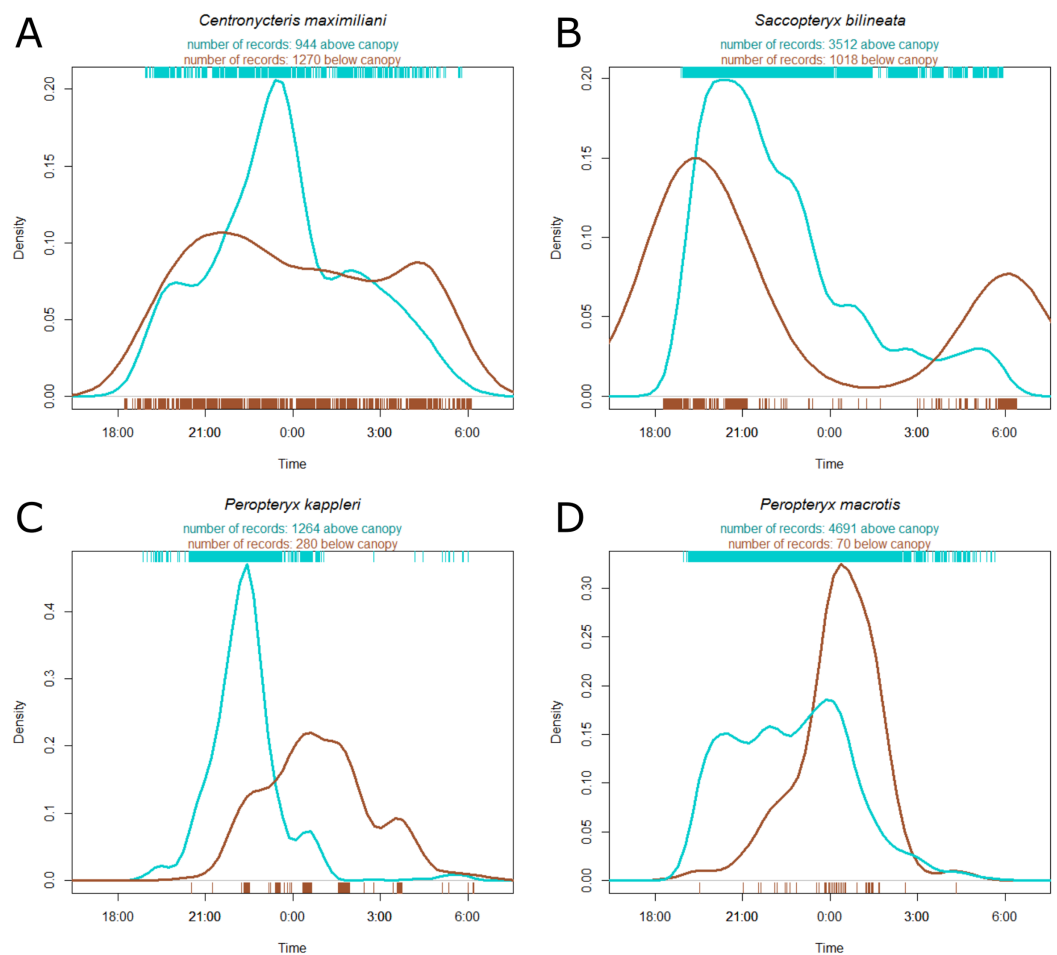 A
Centronycteris maximiliani
number of records: 944 above canopy
number of records: 1270 below canopy
Density
0.00
0.05
0.10
0.15
0.20
18:00 21:00 0:00 3:00 6:00
Time
B
Saccopteryx bilineata
number of records: 3512 above canopy
number of records: 1018 below canopy
Density
0.00
0.05
0.10
0.15
0.20
18:00 21:00 0:00 3:00 6:00
Time
C
Peropteryx kappleri
number of records: 1264 above canopy
number of records: 280 below canopy
Density
0.0
0.1
0.2
0.3
0.4
18:00 21:00 0:00 3:00 6:00
Time
D
Peropteryx macrotis
number of records: 4691 above canopy
number of records: 70 below canopy
Density
0.00
0.05
0.10
0.15
0.20
0.25
0.30
18:00 21:00 0:00 3:00 6:00
Time